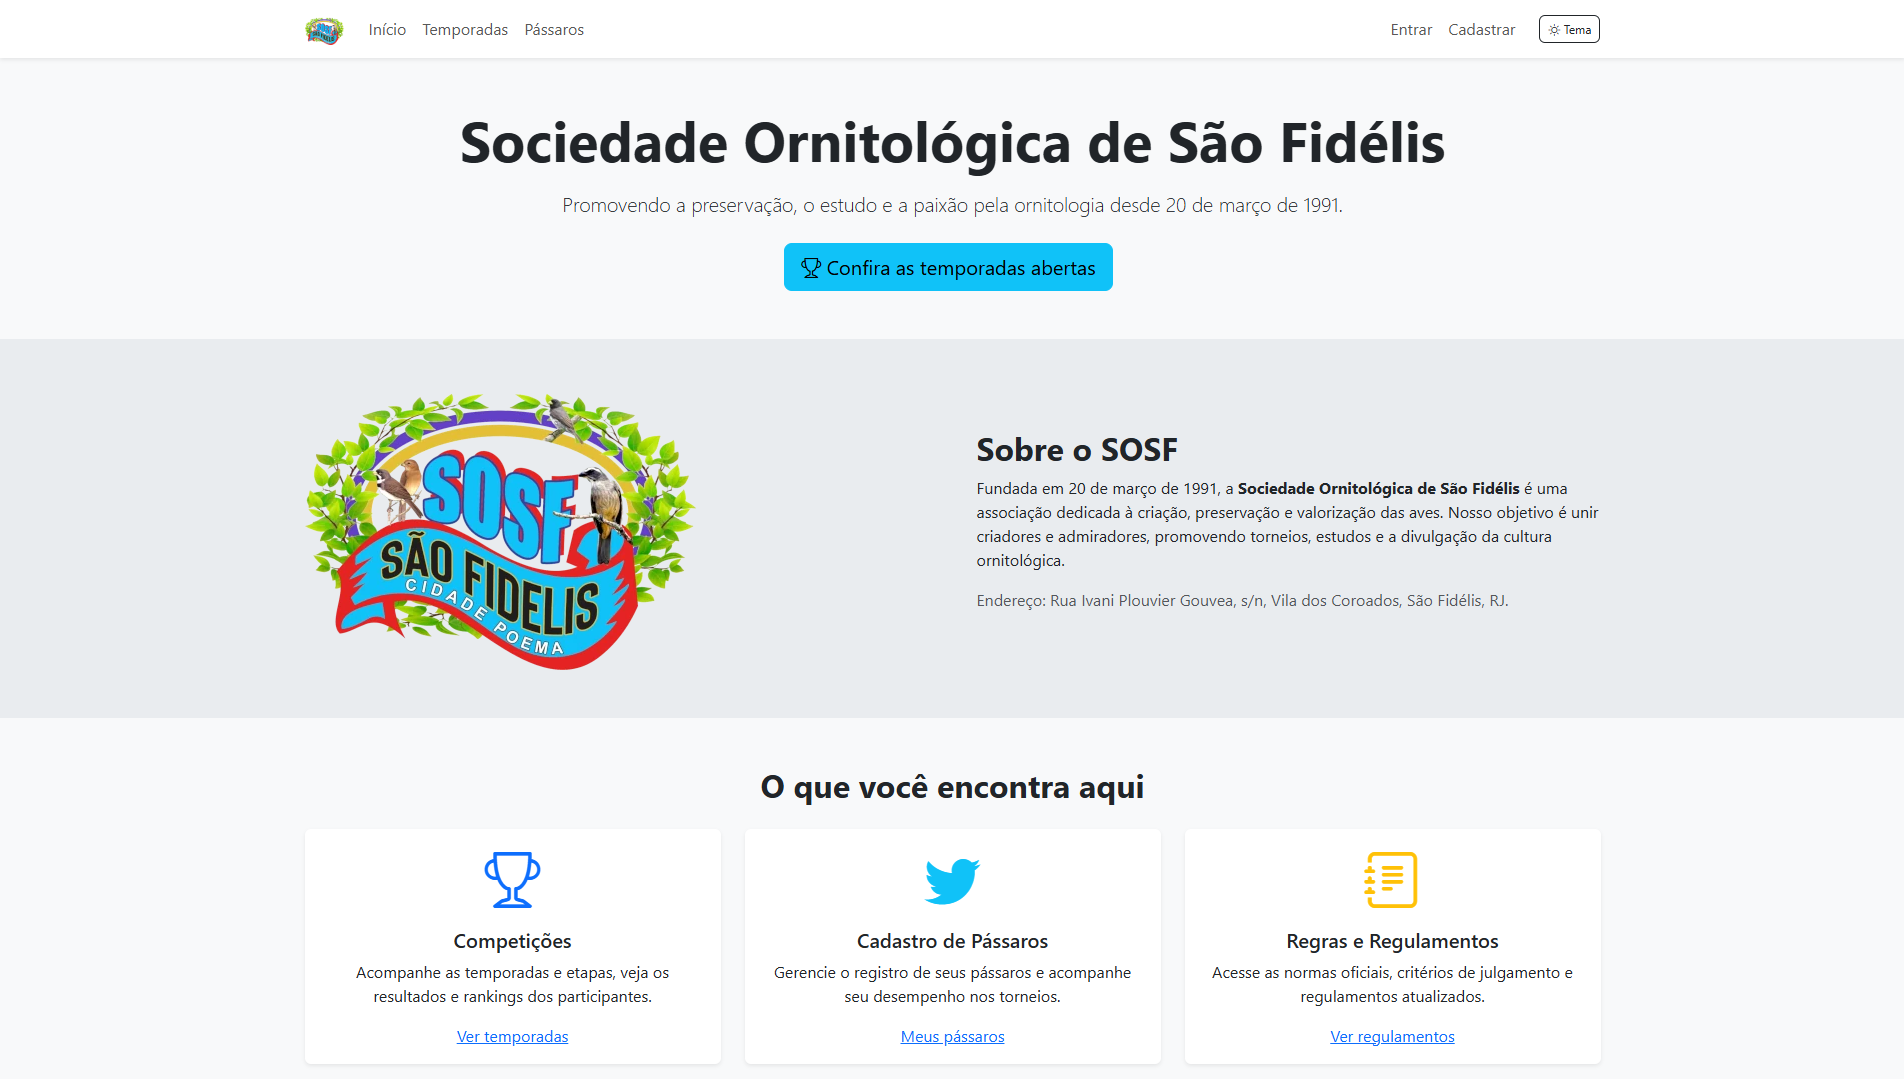 Início Temporadas Pássaros Entrar Cadastrar Tema
Sociedade Ornitológica de São Fidélis
Promovendo a preservação, o estudo e a paixão pela ornitologia desde 20 de março de 1991.
Confira as temporadas abertas
SOSF
SÃO FIDELIS
CIDADE POEMA
Sobre o SOSF
Fundada em 20 de março de 1991, a Sociedade Ornitológica de São Fidélis é uma
associação dedicada à criação, preservação e valorização das aves. Nosso objetivo é unir
criadores e admiradores, promovendo torneios, estudos e a divulgação da cultura
ornitológica.
Endereço: Rua Ivani Plouvier Gouvea, s/n, Vila dos Coroados, São Fidélis, RJ.
O que você encontra aqui
Competições
Acompanhe as temporadas e etapas, veja os
resultados e rankings dos participantes.
Ver temporadas
Cadastro de Pássaros
Gerencie o registro de seus pássaros e acompanhe
seu desempenho nos torneios.
Meus pássaros
Regras e Regulamentos
Acesse as normas oficiais, critérios de julgamento e
regulamentos atualizados.
Ver regulamentos